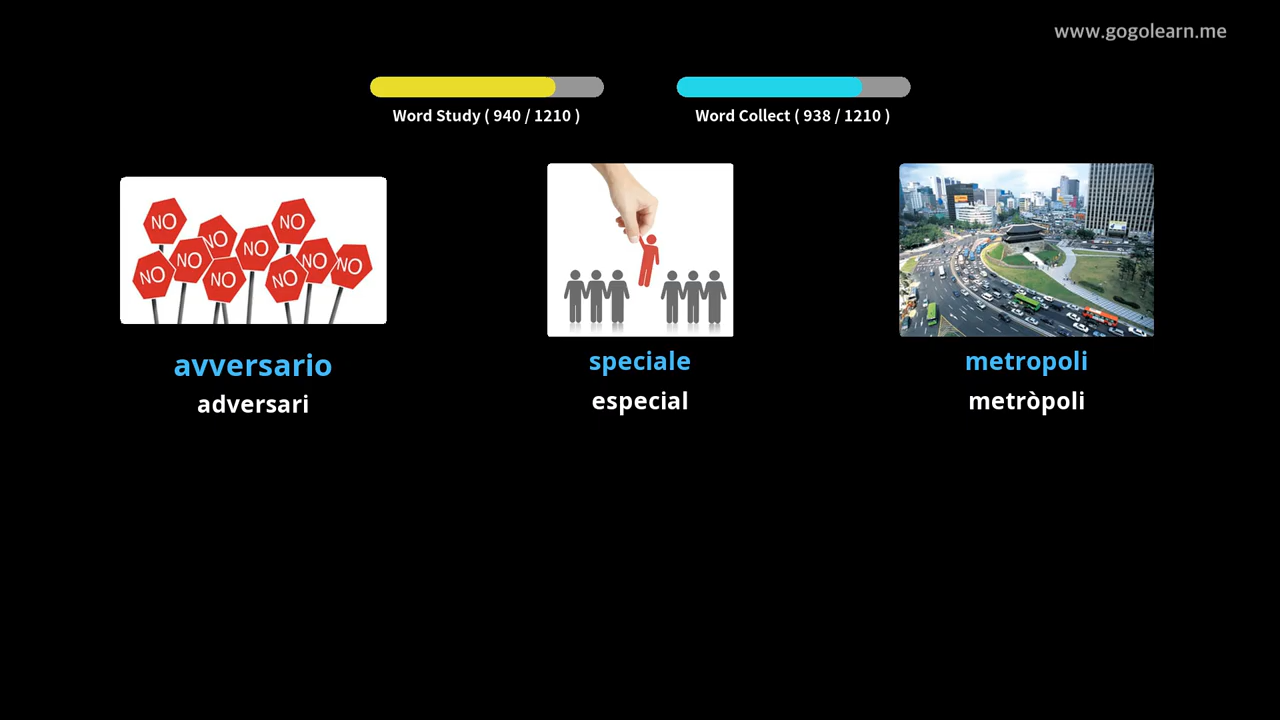 www.gogolearn.me
Word Study ( 940 / 1210 )
Word Collect ( 938 / 1210 )
NO
NO
NO
NO
NO
NO
NO
NO
NO
NO
avversario
adversari
speciale
especial
metropoli
metròpoli